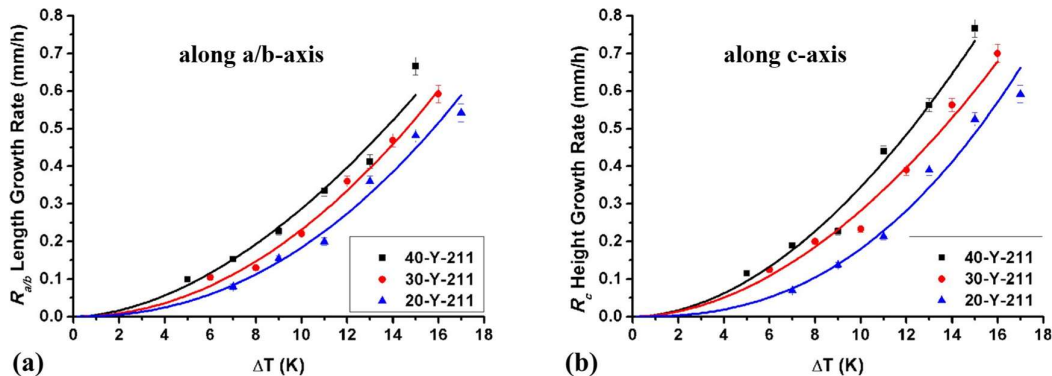 along a/b-axis
R a/b Length Growth Rate (mm/h)
0.8
0.7
0.6
0.5
0.4
0.3
0.2
0.1
0.0
40-Y-211
30-Y-211
20-Y-211
0 2 4 6 8 10 12 14 16 18
(a) ΔT (K)
along c-axis
R c Height Growth Rate (mm/h)
0.8
0.7
0.6
0.5
0.4
0.3
0.2
0.1
0.0
40-Y-211
30-Y-211
20-Y-211
0 2 4 6 8 10 12 14 16 18
(b) ΔT (K)